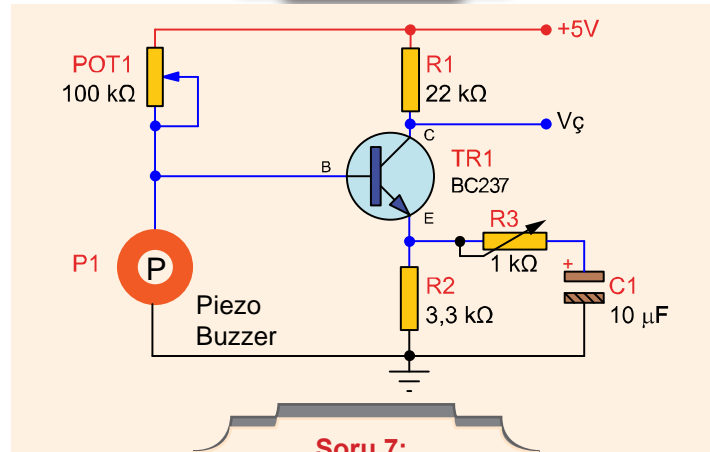 +5V
POT1
100 kΩ
R1
22 kΩ
Vç
C
B
TR1
BC237
E
R3
1 kΩ
P1
P
Piezo
Buzzer
R2
3,3 kΩ
+
C1
10 μF
Soru 7: